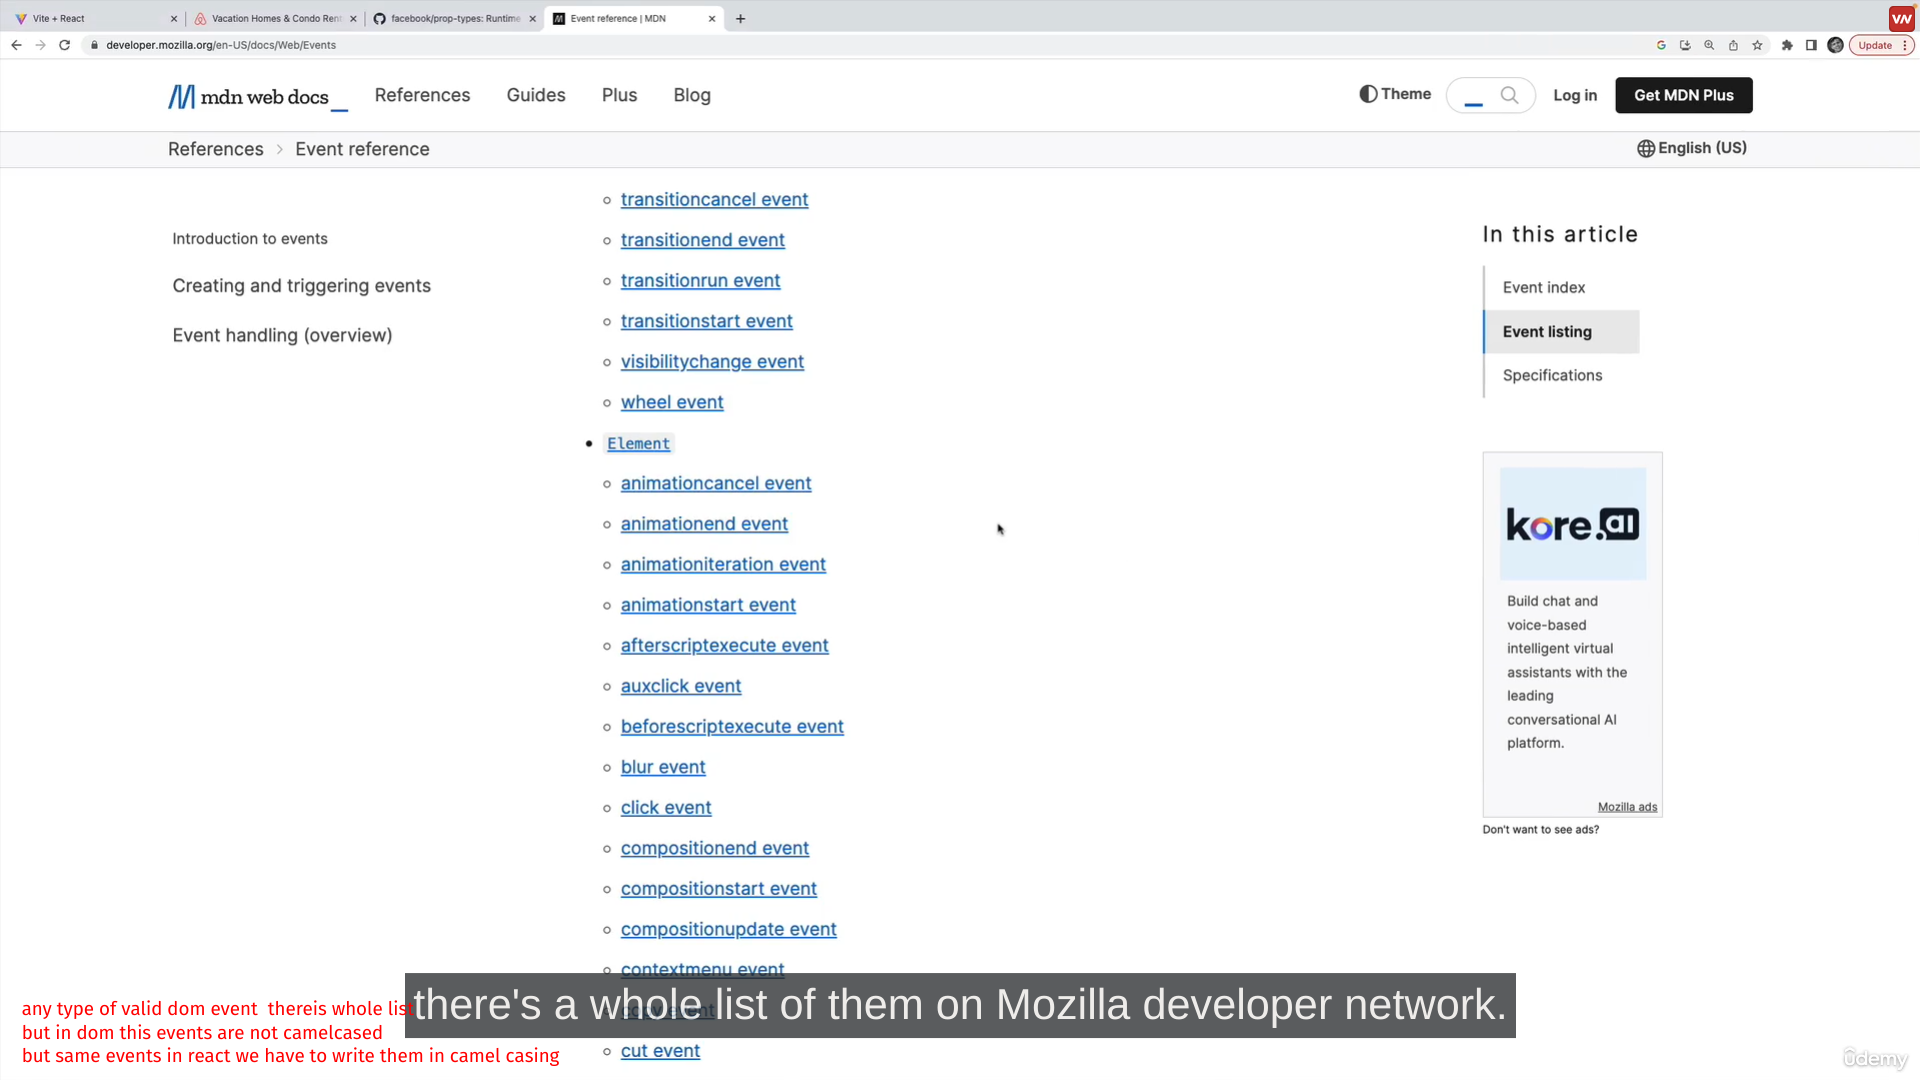 Vite + React
Vacation Homes & Condo Rent
facebook/prop-types: Runtime
Event reference | MDN
developer.mozilla.org/en-US/docs/Web/Events
Update
mdn web docs_
References
Guides
Plus
Blog
Theme
Log in
Get MDN Plus
References > Event reference
English (US)
Introduction to events
Creating and triggering events
Event handling (overview)
transitioncancel event
transitionend event
transitionrun event
transitionstart event
visibilitychange event
wheel event
Element
animationcancel event
animationend event
animationiteration event
animationstart event
afterscriptexecute event
auxclick event
beforescriptexecute event
blur event
click event
compositionend event
compositionstart event
compositionupdate event
contextmenu event
copy event
cut event
In this article
Event index
Event listing
Specifications
kore.ai
Build chat and
voice-based
intelligent virtual
assistants with the
leading
conversational AI
platform.
Mozilla ads
Don't want to see ads?
there's a whole list of them on Mozilla developer network.
any type of valid dom event thereis whole list
but in dom this events are not camelcased
but same events in react we have to write them in camel casing
ûdemy